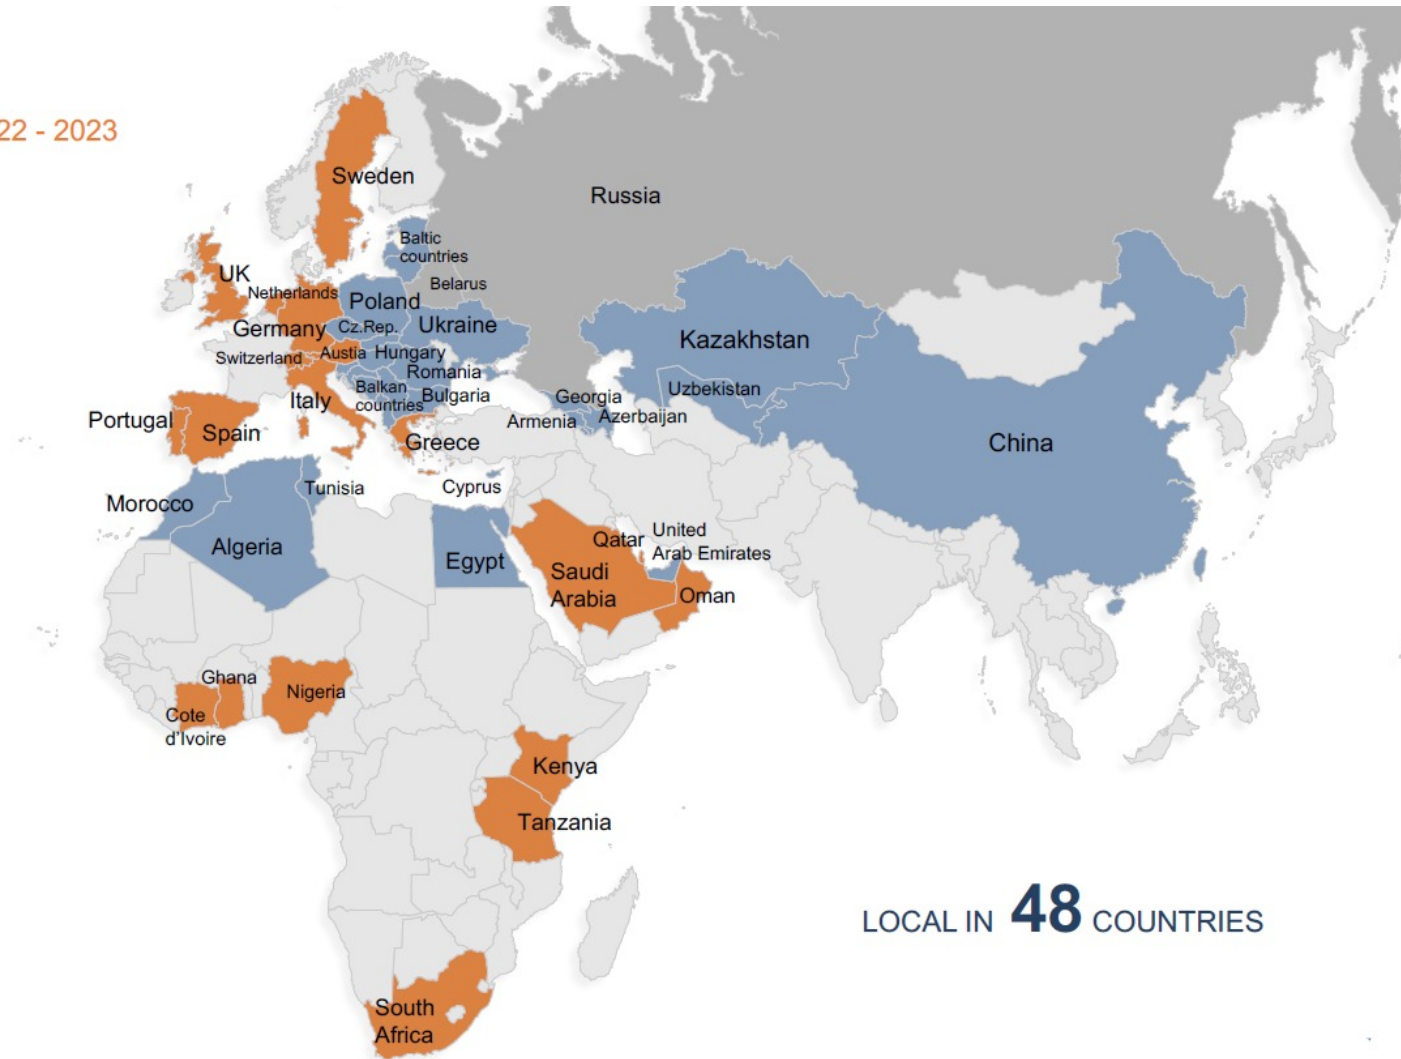 22 - 2023
Sweden
Russia
Baltic
countries
UK
Belarus
Netherlands
Poland
Germany
Cz.Rep.
Ukraine
Kazakhstan
Switzerland
Austia
Hungary
Romania
Balkan
countries
Bulgaria
Uzbekistan
Georgia
Italy
Armenia
Azerbaijan
Portugal
Spain
Greece
China
Tunisia
Cyprus
Morocco
Algeria
Egypt
Qatar
United
Arab Emirates
Saudi
Arabia
Oman
Ghana
Nigeria
Cote
d'Ivoire
Kenya
Tanzania
LOCAL IN 48 COUNTRIES
South
Africa